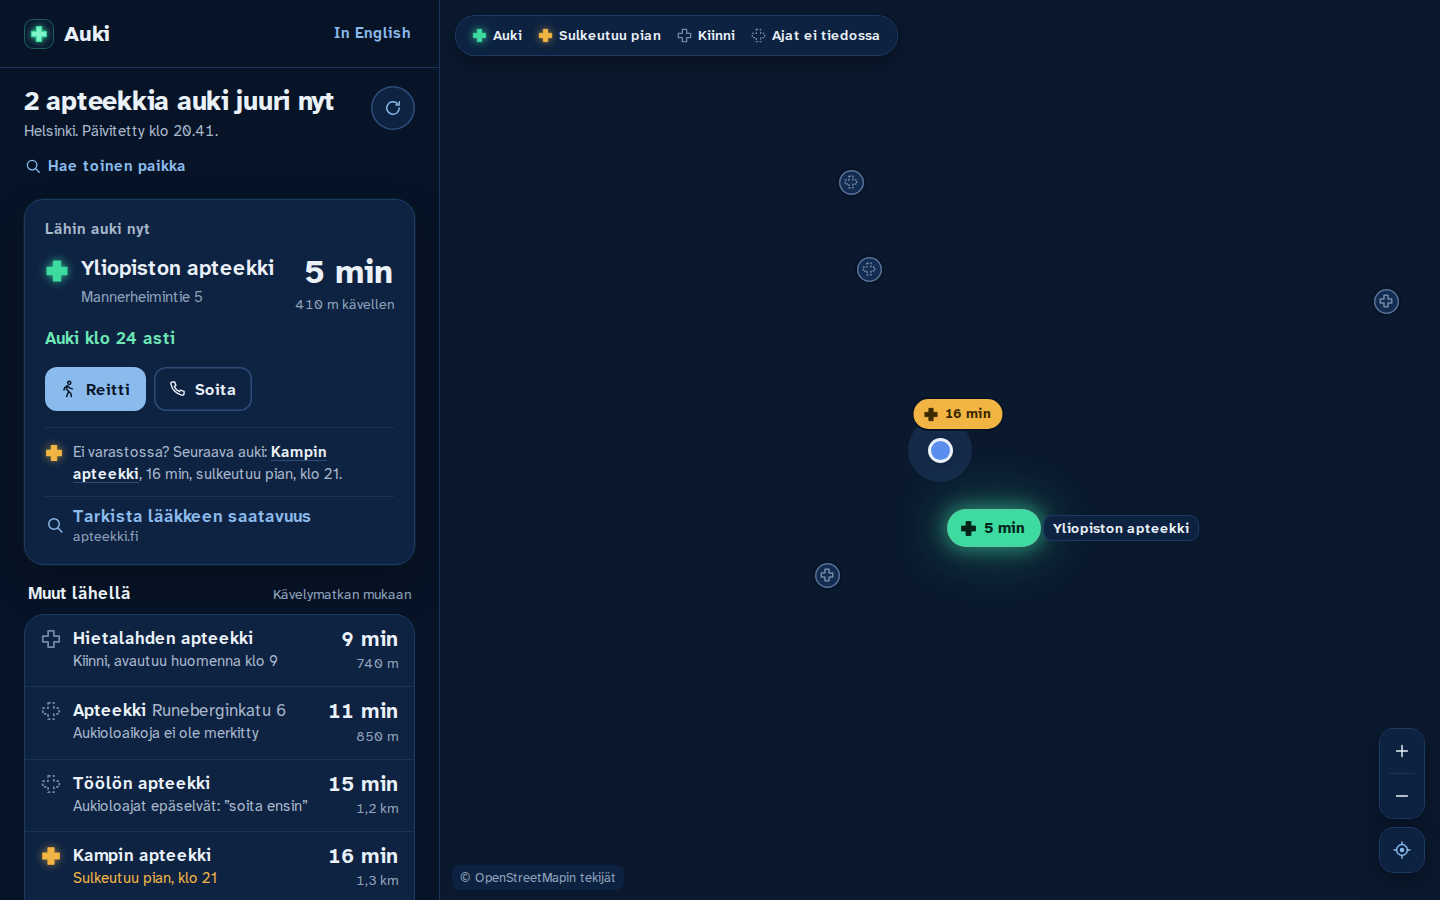 Auki
In English
2 apteekkia auki juuri nyt
Helsinki. Päivitetty klo 20.41.
Hae toinen paikka
Lähin auki nyt
Yliopiston apteekki
5 min
Mannerheimintie 5
410 m kävellen
Auki klo 24 asti
Reitti
Soita
Ei varastossa? Seuraava auki: Kampin
apteekki, 16 min, sulkeutuu pian, klo 21.
Tarkista lääkkeen saatavuus
apteekki.fi
Muut lähellä
Kävelymatkan mukaan
Hietalahden apteekki
9 min
Kiinni, avautuu huomenna klo 9
740 m
Apteekki Runeberginkatu 6
11 min
Aukioloaikoja ei ole merkitty
850 m
Töölön apteekki
15 min
Aukioloajat epäselvät: "soita ensin"
1,2 km
Kampin apteekki
16 min
Sulkeutuu pian, klo 21
1,3 km
Auki
Sulkeutuu pian
Kiinni
Ajat ei tiedossa
16 min
5 min
Yliopiston apteekki
+
−
© OpenStreetMapin tekijät